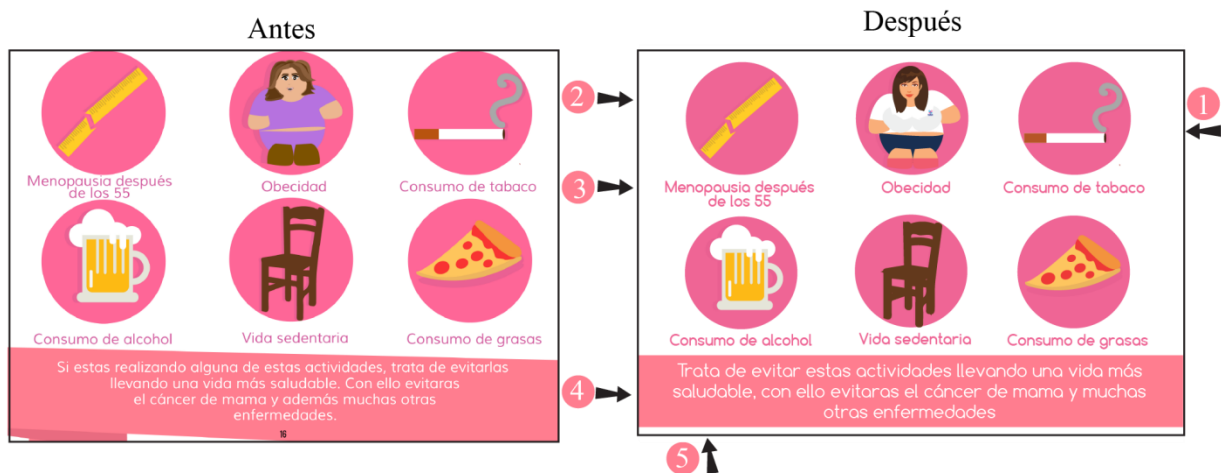 Antes
Menopausia después
de los 55
Obecidad
Consumo de tabaco
Consumo de alcohol
Vida sedentaria
Consumo de grasas
Si estas realizando alguna de estas actividades, trata de evitarlas
llevando una vida más saludable. Con ello evitaras
el cáncer de mama y además muchas otras
enfermedades.
16
Después
2
1
3
Menopausia después
de los 55
Obecidad
Consumo de tabaco
Consumo de alcohol
Vida sedentaria
Consumo de grasas
4
Trata de evitar estas actividades llevando una vida más
saludable, con ello evitaras el cáncer de mama y muchas
otras enfermedades
5